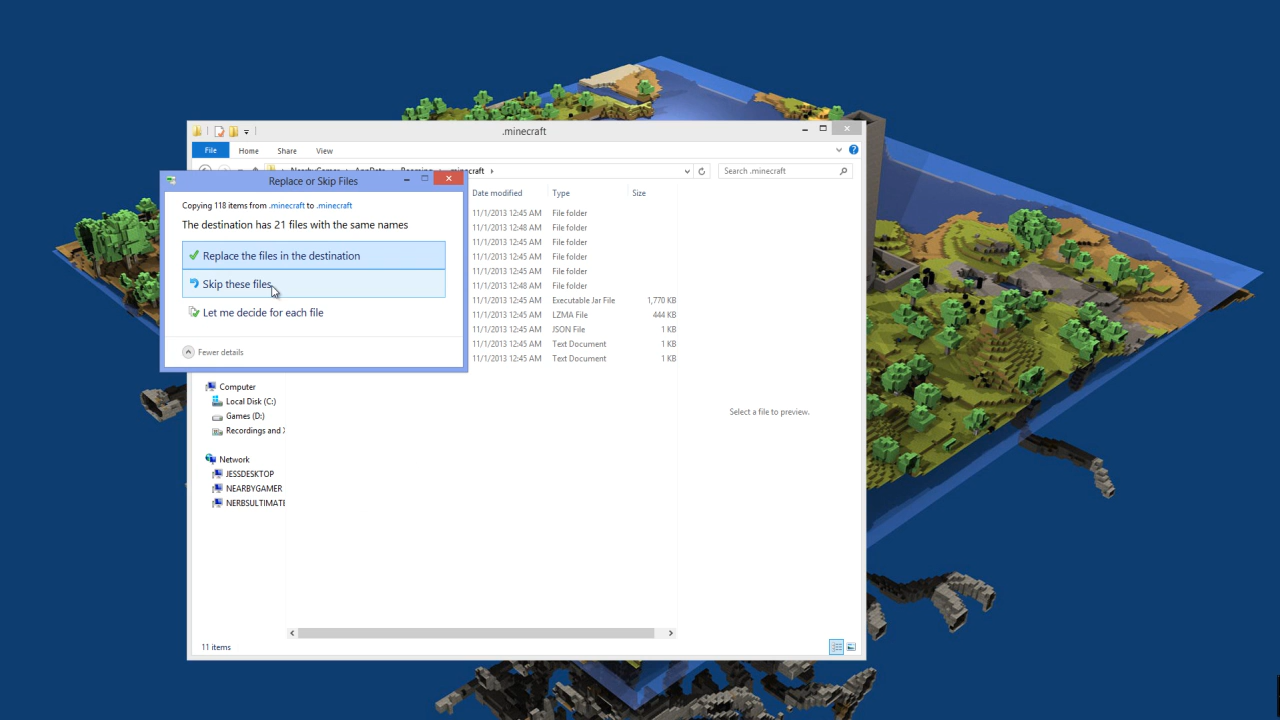 .minecraft
File
Home
Share
View
Search .minecraft
Replace or Skip Files
Copying 118 items from .minecraft to .minecraft
The destination has 21 files with the same names
Replace the files in the destination
Skip these files
Let me decide for each file
Fewer details
Date modified Type Size
11/1/2013 12:45 AM File folder
11/1/2013 12:48 AM File folder
11/1/2013 12:45 AM File folder
11/1/2013 12:45 AM File folder
11/1/2013 12:45 AM File folder
11/1/2013 12:48 AM File folder
11/1/2013 12:45 AM Executable Jar File 1,770 KB
11/1/2013 12:45 AM LZMA File 444 KB
11/1/2013 12:45 AM JSON File 1 KB
11/1/2013 12:45 AM Text Document 1 KB
11/1/2013 12:45 AM Text Document 1 KB
Computer
Local Disk (C:)
Games (D:)
Recordings and
Network
JESSDESKTOP
NEARBYGAMER
NERBSULTIMATE
Select a file to preview.
11 items